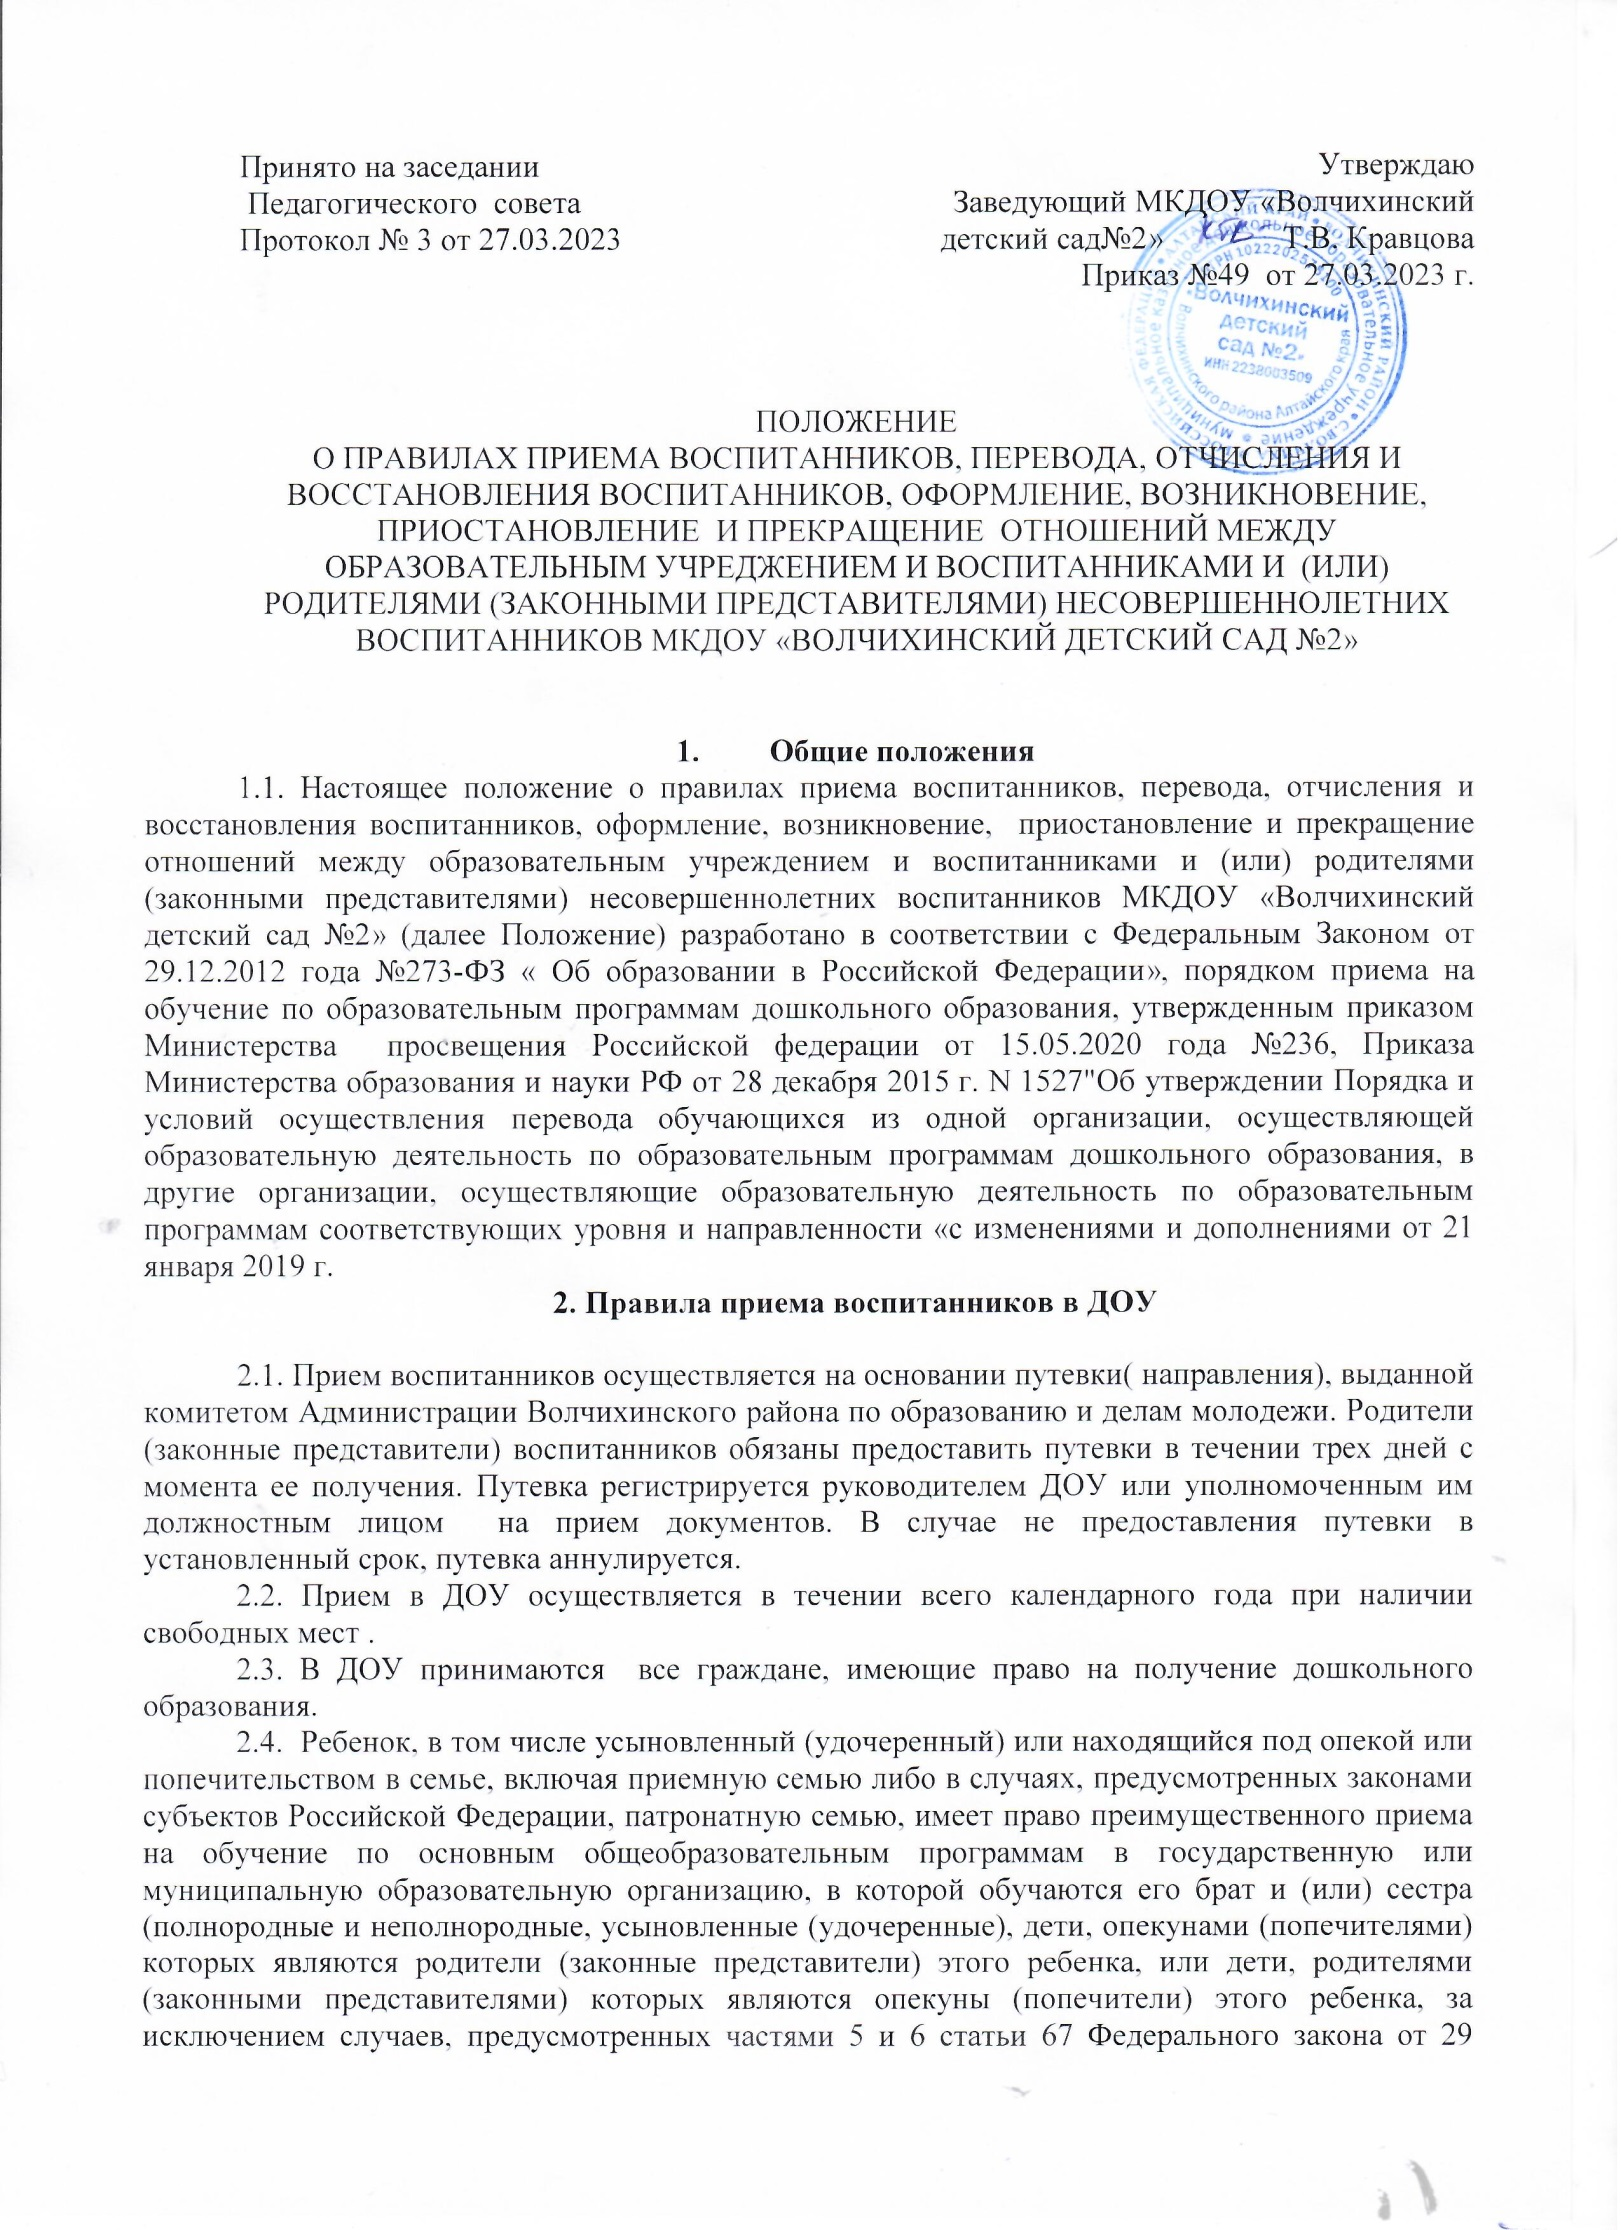 Принято на заседании
Педагогического совета
Протокол № 3 от 27.03.2023
Утверждаю
Заведующий МКДОУ «Волчихинский
детский сад№2» Т.В. Кравцова
Приказ №49 от 27.03.2023 г.
«Волчихинский
детский
сад №2»
ИНН 2238003509
ПОЛОЖЕНИЕ
О ПРАВИЛАХ ПРИЕМА ВОСПИТАННИКОВ, ПЕРЕВОДА, ОТЧИСЛЕНИЯ И
ВОССТАНОВЛЕНИЯ ВОСПИТАННИКОВ, ОФОРМЛЕНИЕ, ВОЗНИКНОВЕНИЕ,
ПРИОСТАНОВЛЕНИЕ И ПРЕКРАЩЕНИЕ ОТНОШЕНИЙ МЕЖДУ
ОБРАЗОВАТЕЛЬНЫМ УЧРЕДЖЕНИЕМ И ВОСПИТАННИКАМИ И (ИЛИ)
РОДИТЕЛЯМИ (ЗАКОННЫМИ ПРЕДСТАВИТЕЛЯМИ) НЕСОВЕРШЕННОЛЕТНИХ
ВОСПИТАННИКОВ МКДОУ «ВОЛЧИХИНСКИЙ ДЕТСКИЙ САД №2»
1. Общие положения
1.1. Настоящее положение о правилах приема воспитанников, перевода, отчисления и
восстановления воспитанников, оформление, возникновение, приостановление и прекращение
отношений между образовательным учреждением и воспитанниками и (или) родителями
(законными представителями) несовершеннолетних воспитанников МКДОУ «Волчихинский
детский сад №2» (далее Положение) разработано в соответствии с Федеральным Законом от
29.12.2012 года №273-ФЗ « Об образовании в Российской Федерации», порядком приема на
обучение по образовательным программам дошкольного образования, утвержденным приказом
Министерства просвещения Российской федерации от 15.05.2020 года №236, Приказа
Министерства образования и науки РФ от 28 декабря 2015 г. N 1527"Об утверждении Порядка и
условий осуществления перевода обучающихся из одной организации, осуществляющей
образовательную деятельность по образовательным программам дошкольного образования, в
другие организации, осуществляющие образовательную деятельность по образовательным
программам соответствующих уровня и направленности «с изменениями и дополнениями от 21
января 2019 г.
2. Правила приема воспитанников в ДОУ
2.1. Прием воспитанников осуществляется на основании путевки( направления), выданной
комитетом Администрации Волчихинского района по образованию и делам молодежи. Родители
(законные представители) воспитанников обязаны предоставить путевки в течении трех дней с
момента ее получения. Путевка регистрируется руководителем ДОУ или уполномоченным им
должностным лицом на прием документов. В случае не предоставления путевки в
установленный срок, путевка аннулируется.
2.2. Прием в ДОУ осуществляется в течении всего календарного года при наличии
свободных мест .
2.3. В ДОУ принимаются все граждане, имеющие право на получение дошкольного
образования.
2.4. Ребенок, в том числе усыновленный (удочеренный) или находящийся под опекой или
попечительством в семье, включая приемную семью либо в случаях, предусмотренных законами
субъектов Российской Федерации, патронатную семью, имеет право преимущественного приема
на обучение по основным общеобразовательным программам в государственную или
муниципальную образовательную организацию, в которой обучаются его брат и (или) сестра
(полнородные и неполнородные, усыновленные (удочеренные), дети, опекунами (попечителями)
которых являются родители (законные представители) этого ребенка, или дети, родителями
(законными представителями) которых являются опекуны (попечители) этого ребенка, за
исключением случаев, предусмотренных частями 5 и 6 статьи 67 Федерального закона от 29